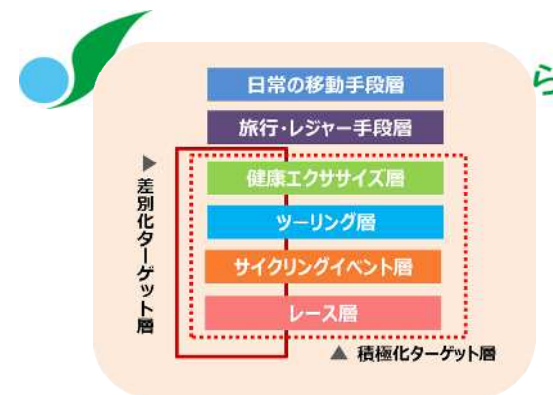 ら
日常の移動手段層
旅行・レジャー手段層
健康エクササイズ層
ツーリング層
サイクリングイベント層
レース層
▶差別化ターゲット層
▲ 積極化ターゲット層